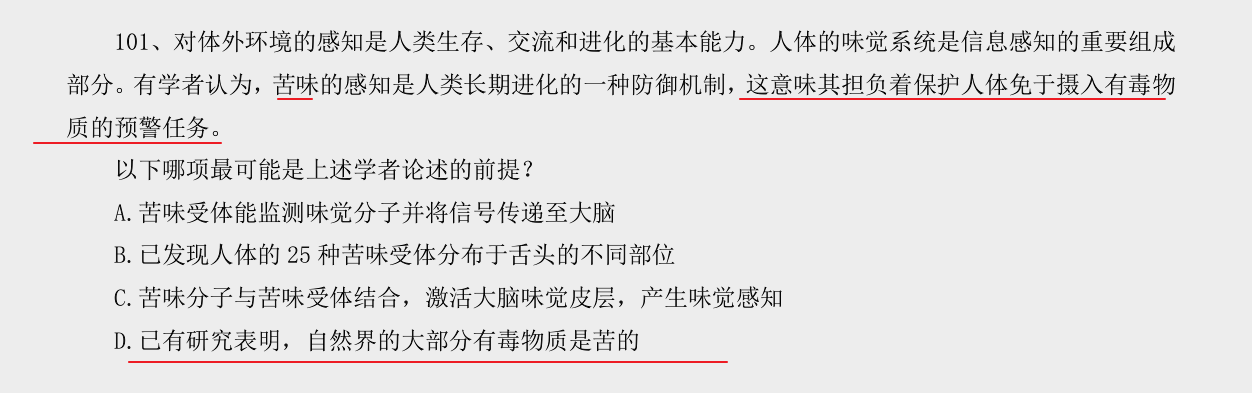 101、对体外环境的感知是人类生存、交流和进化的基本能力。人体的味觉系统是信息感知的重要组成
部分。有学者认为，苦味的感知是人类长期进化的一种防御机制，这意味其担负着保护人体免于摄入有毒物
质的预警任务。
以下哪项最可能是上述学者论述的前提？
A.苦味受体能监测味觉分子并将信号传递至大脑
B.已发现人体的 25 种苦味受体分布于舌头的不同部位
C.苦味分子与苦味受体结合，激活大脑味觉皮层，产生味觉感知
D.已有研究表明，自然界的大部分有毒物质是苦的